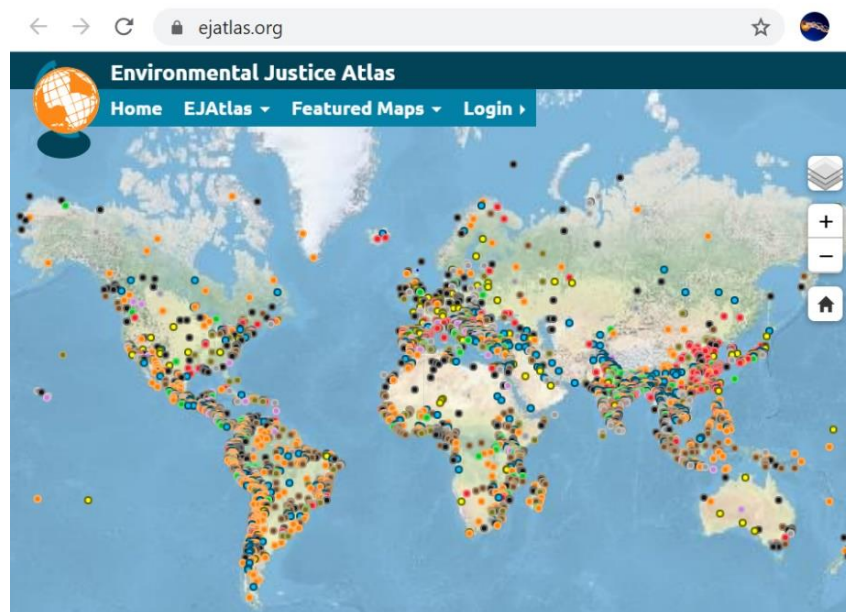 ejatlas.org
Environmental Justice Atlas
Home EJAtlas Featured Maps Login
+
−